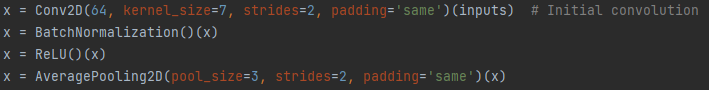 x = Conv2D(64, kernel_size=7, strides=2, padding='same')(inputs)  # Initial convolution
x = BatchNormalization()(x)
x = ReLU()(x)
x = AveragePooling2D(pool_size=3, strides=2, padding='same')(x)